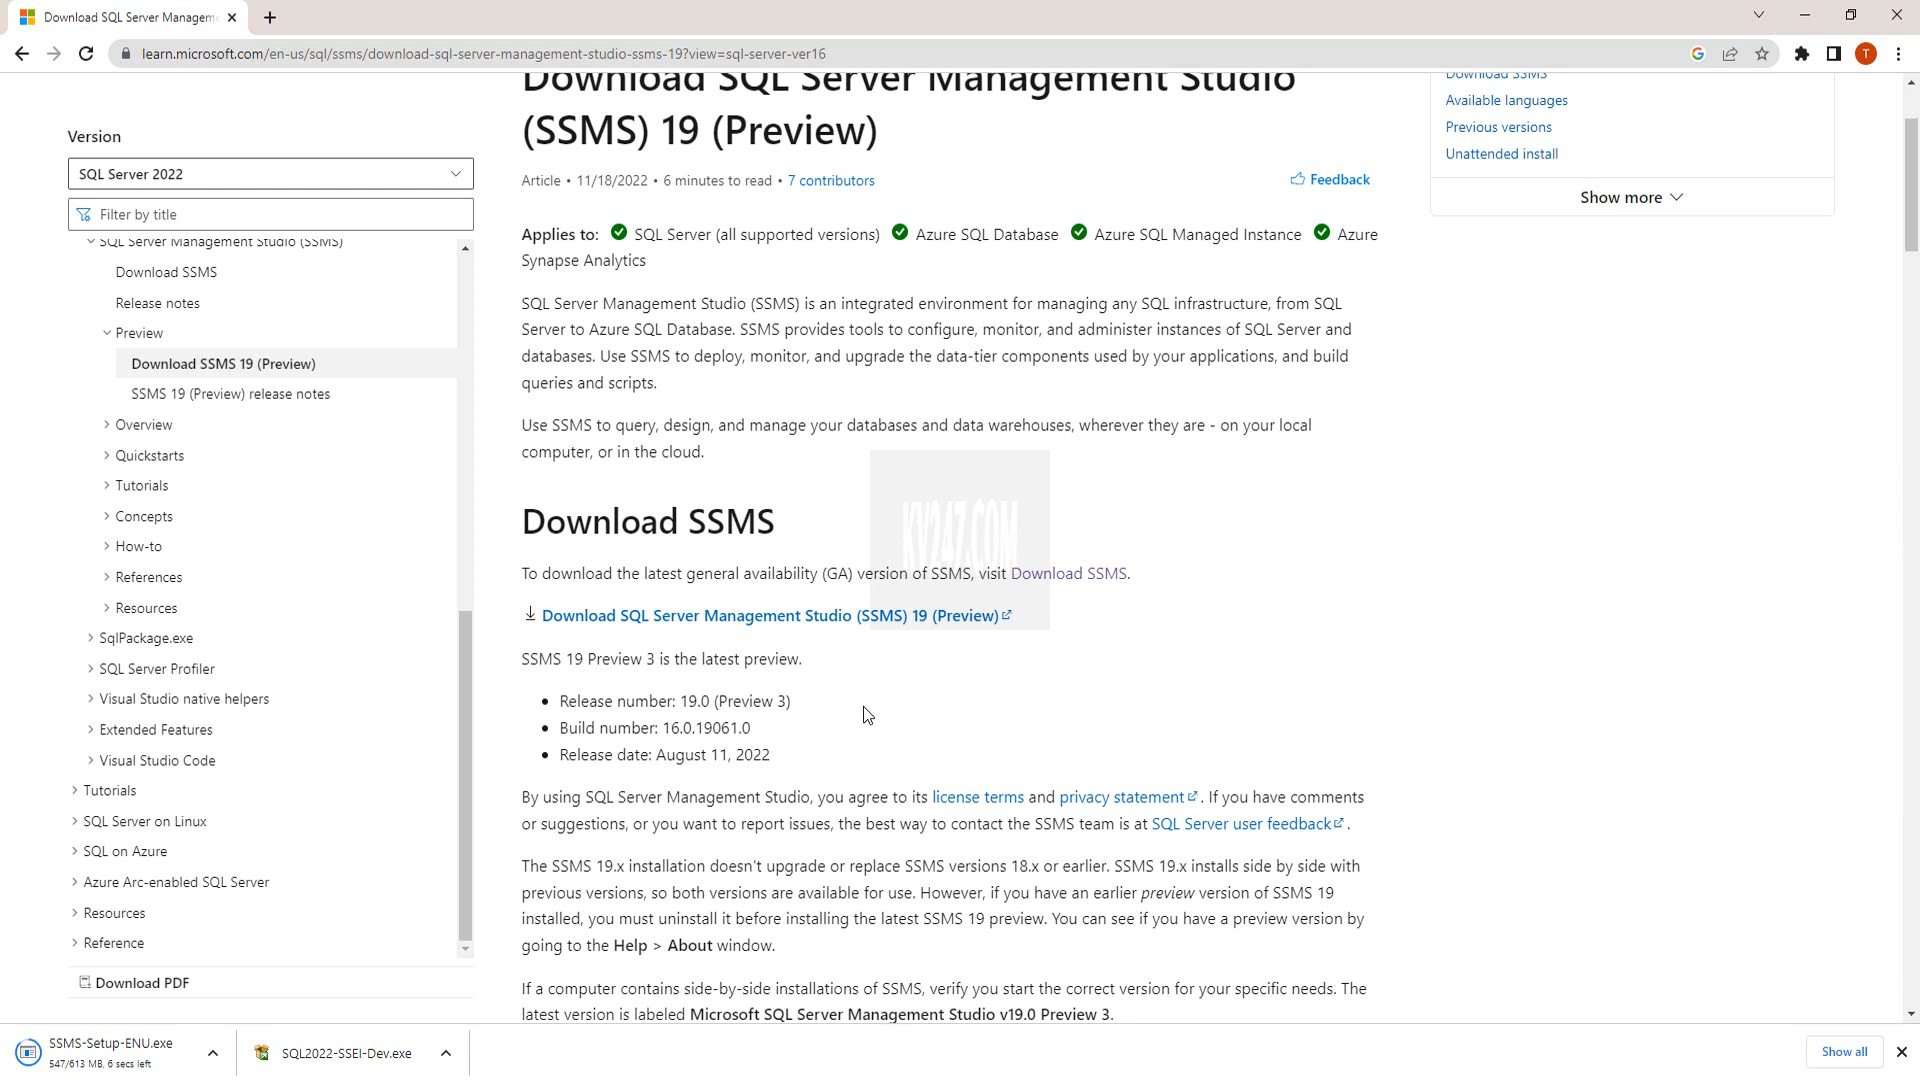 Download SQL Server Managem
learn.microsoft.com/en-us/sql/ssms/download-sql-server-management-studio-ssms-19?view=sql-server-ver16
T
Version
SQL Server 2022
Filter by title
SQL Server Management Studio (SSMS)
Download SSMS
Release notes
Preview
Download SSMS 19 (Preview)
SSMS 19 (Preview) release notes
Overview
Quickstarts
Tutorials
Concepts
How-to
References
Resources
SqlPackage.exe
SQL Server Profiler
Visual Studio native helpers
Extended Features
Visual Studio Code
Tutorials
SQL Server on Linux
SQL on Azure
Azure Arc-enabled SQL Server
Resources
Reference
Download PDF
Download SQL Server Management Studio
(SSMS) 19 (Preview)
Article • 11/18/2022 • 6 minutes to read • 7 contributors
Feedback
Applies to: SQL Server (all supported versions) Azure SQL Database Azure SQL Managed Instance Azure
Synapse Analytics
SQL Server Management Studio (SSMS) is an integrated environment for managing any SQL infrastructure, from SQL
Server to Azure SQL Database. SSMS provides tools to configure, monitor, and administer instances of SQL Server and
databases. Use SSMS to deploy, monitor, and upgrade the data-tier components used by your applications, and build
queries and scripts.
Use SSMS to query, design, and manage your databases and data warehouses, wherever they are - on your local
computer, or in the cloud.
KV247.COM
Download SSMS
To download the latest general availability (GA) version of SSMS, visit Download SSMS.
Download SQL Server Management Studio (SSMS) 19 (Preview)
SSMS 19 Preview 3 is the latest preview.
• Release number: 19.0 (Preview 3)
• Build number: 16.0.19061.0
• Release date: August 11, 2022
By using SQL Server Management Studio, you agree to its license terms and privacy statement. If you have comments
or suggestions, or you want to report issues, the best way to contact the SSMS team is at SQL Server user feedback.
The SSMS 19.x installation doesn't upgrade or replace SSMS versions 18.x or earlier. SSMS 19.x installs side by side with
previous versions, so both versions are available for use. However, if you have an earlier preview version of SSMS 19
installed, you must uninstall it before installing the latest SSMS 19 preview. You can see if you have a preview version by
going to the Help > About window.
If a computer contains side-by-side installations of SSMS, verify you start the correct version for your specific needs. The
latest version is labeled Microsoft SQL Server Management Studio v19.0 Preview 3.
Download SSMS
Available languages
Previous versions
Unattended install
Show more
SSMS-Setup-ENU.exe
547/613 MB, 6 secs left
SQL2022-SSEI-Dev.exe
Show all